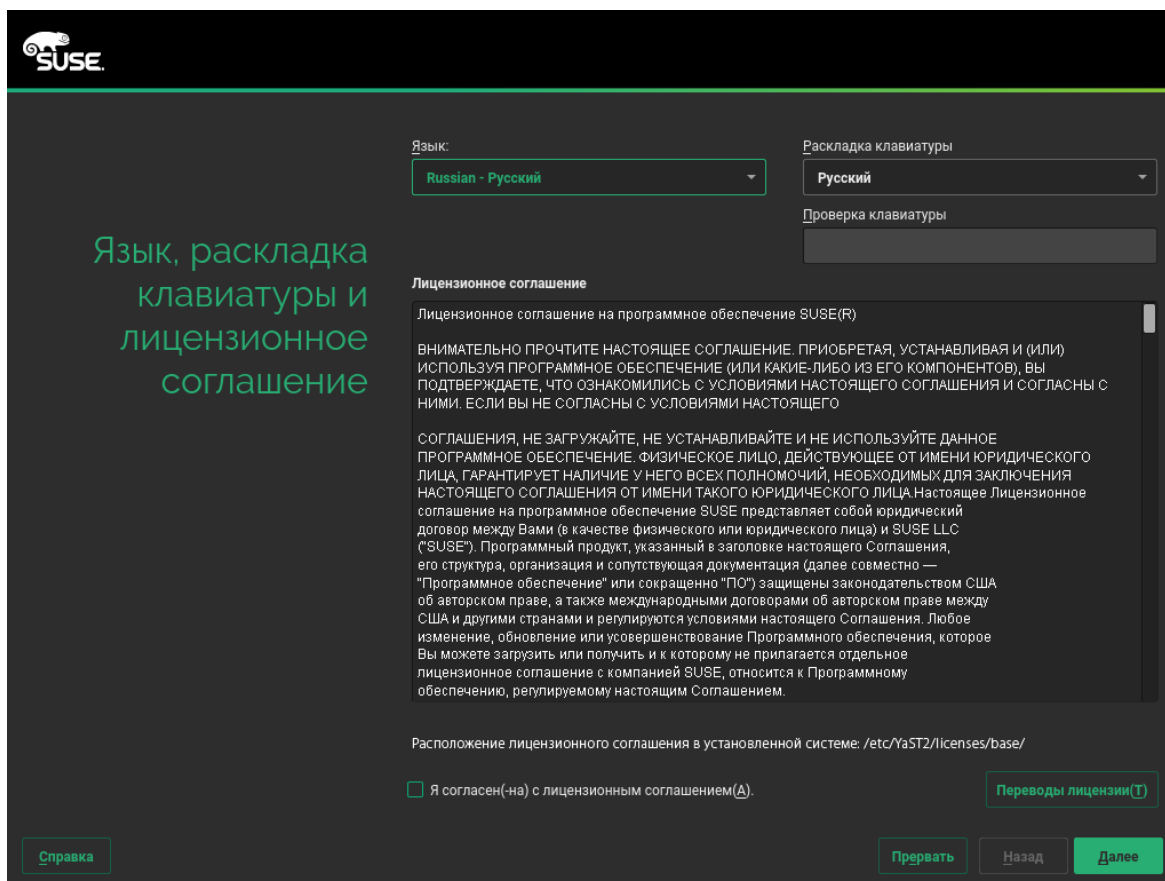 SUSE.
Язык:
Раскладка клавиатуры
Russian - Русский
Русский
Проверка клавиатуры
Язык, раскладка
клавиатуры и
лицензионное
соглашение
Лицензионное соглашение
Лицензионное соглашение на программное обеспечение SUSE(R)
ВНИМАТЕЛЬНО ПРОЧТИТЕ НАСТОЯЩЕЕ СОГЛАШЕНИЕ. ПРИОБРЕТАЯ, УСТАНАВЛИВАЯ И (ИЛИ)
ИСПОЛЬЗУЯ ПРОГРАММНОЕ ОБЕСПЕЧЕНИЕ (ИЛИ КАКИЕ-ЛИБО ИЗ ЕГО КОМПОНЕНТОВ), ВЫ
ПОДТВЕРЖДАЕТЕ, ЧТО ОЗНАКОМИЛИСЬ С УСЛОВИЯМИ НАСТОЯЩЕГО СОГЛАШЕНИЯ И СОГЛАСНЫ С
НИМИ. ЕСЛИ ВЫ НЕ СОГЛАСНЫ С УСЛОВИЯМИ НАСТОЯЩЕГО
СОГЛАШЕНИЯ, НЕ ЗАГРУЖАЙТЕ, НЕ УСТАНАВЛИВАЙТЕ И НЕ ИСПОЛЬЗУЙТЕ ДАННОЕ
ПРОГРАММНОЕ ОБЕСПЕЧЕНИЕ. ФИЗИЧЕСКОЕ ЛИЦО, ДЕЙСТВУЮЩЕЕ ОТ ИМЕНИ ЮРИДИЧЕСКОГО
ЛИЦА, ГАРАНТИРУЕТ НАЛИЧИЕ У НЕГО ВСЕХ ПОЛНОМОЧИЙ, НЕОБХОДИМЫХ ДЛЯ ЗАКЛЮЧЕНИЯ
НАСТОЯЩЕГО СОГЛАШЕНИЯ ОТ ИМЕНИ ТАКОГО ЮРИДИЧЕСКОГО ЛИЦА.Настоящее Лицензионное
соглашение на программное обеспечение SUSE представляет собой юридический
договор между Вами (в качестве физического или юридического лица) и SUSE LLC
("SUSE"). Программный продукт, указанный в заголовке настоящего Соглашения,
его структура, организация и сопутствующая документация (далее совместно —
"Программное обеспечение" или сокращенно "ПО") защищены законодательством США
об авторском праве, а также международными договорами об авторском праве между
США и другими странами и регулируются условиями настоящего Соглашения. Любое
изменение, обновление или усовершенствование Программного обеспечения, которое
Вы можете загрузить или получить и к которому не прилагается отдельное
лицензионное соглашение с компанией SUSE, относится к Программному
обеспечению, регулируемому настоящим Соглашением.
Расположение лицензионного соглашения в установленной системе: /etc/YaST2/licenses/base/
Я согласен(-на) с лицензионным соглашением(A).
Переводы лицензии(T)
Справка
Прервать
Назад
Далее